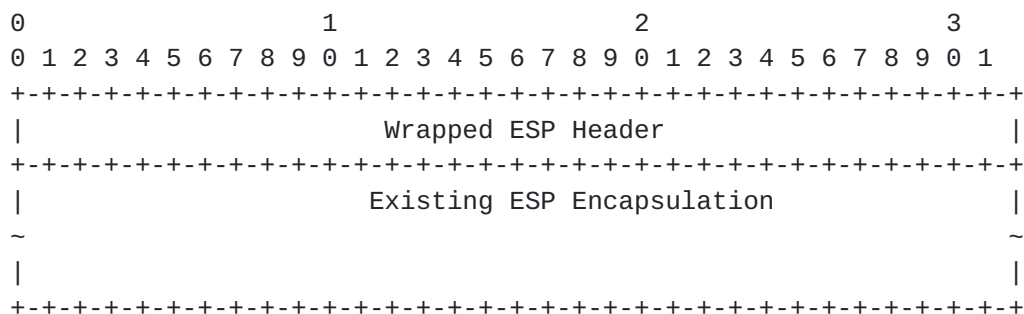 0                   1                   2                   3
0 1 2 3 4 5 6 7 8 9 0 1 2 3 4 5 6 7 8 9 0 1 2 3 4 5 6 7 8 9 0 1
+-+-+-+-+-+-+-+-+-+-+-+-+-+-+-+-+-+-+-+-+-+-+-+-+-+-+-+-+-+-+-+-+
|                       Wrapped ESP Header                      |
+-+-+-+-+-+-+-+-+-+-+-+-+-+-+-+-+-+-+-+-+-+-+-+-+-+-+-+-+-+-+-+-+
|                      Existing ESP Encapsulation               |
~                                                               ~
|                                                               |
+-+-+-+-+-+-+-+-+-+-+-+-+-+-+-+-+-+-+-+-+-+-+-+-+-+-+-+-+-+-+-+-+